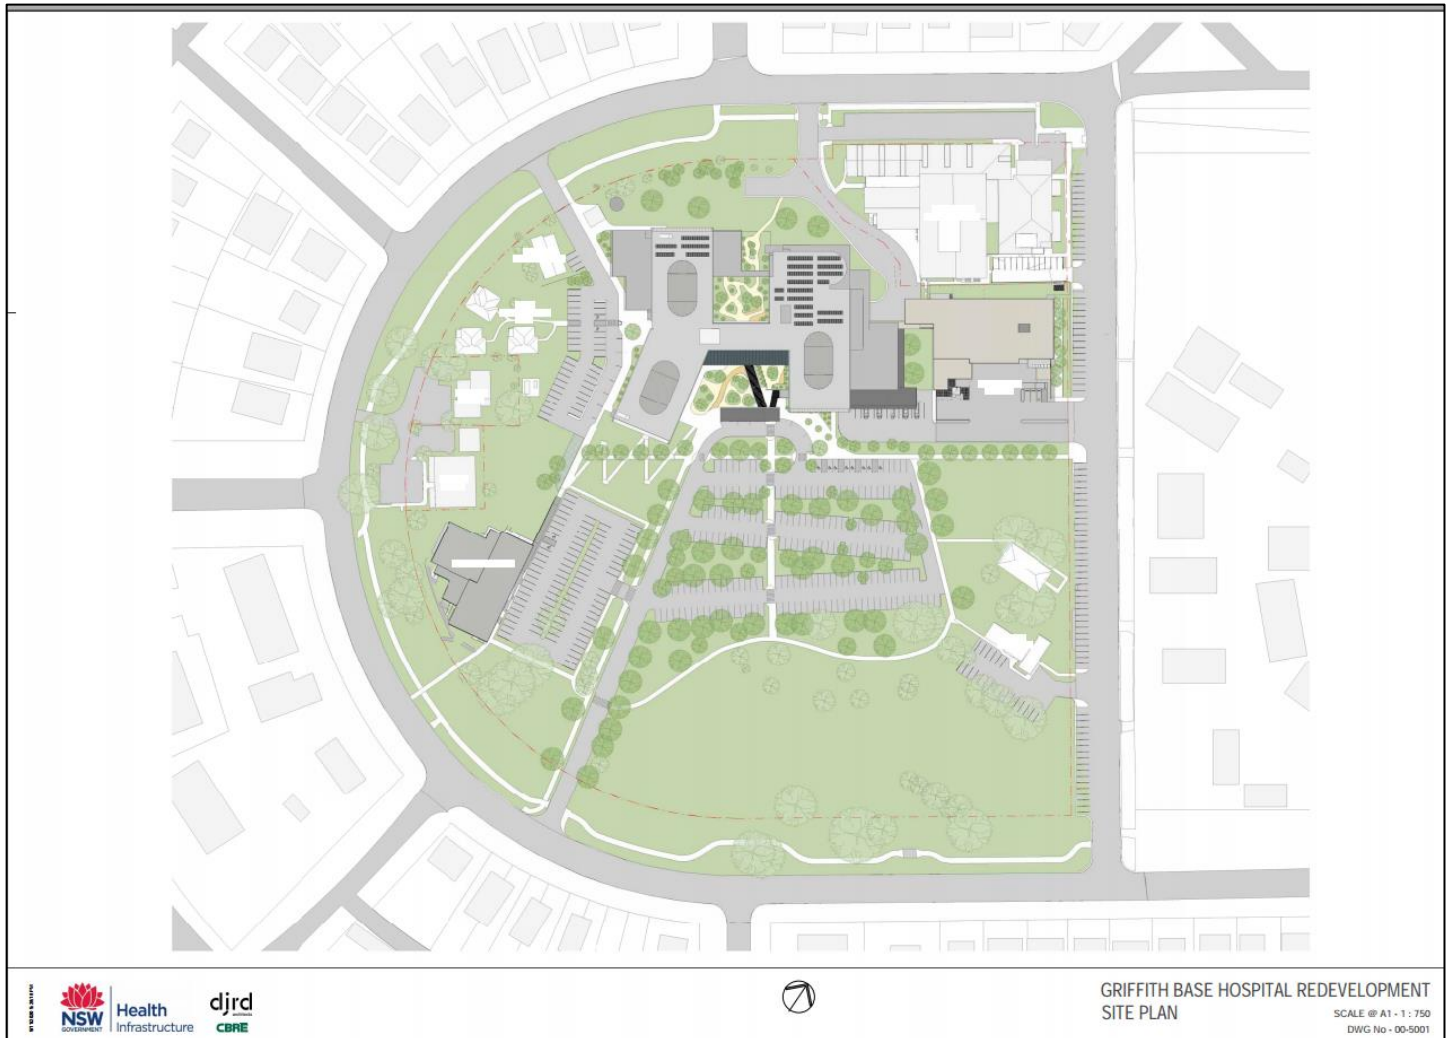 NSW
GOVERNMENT
Health
Infrastructure
djrd
architects
CBRE
GRIFFITH BASE HOSPITAL REDEVELOPMENT
SITE PLAN
SCALE @ A1 - 1 : 750
DWG No - 00-5001